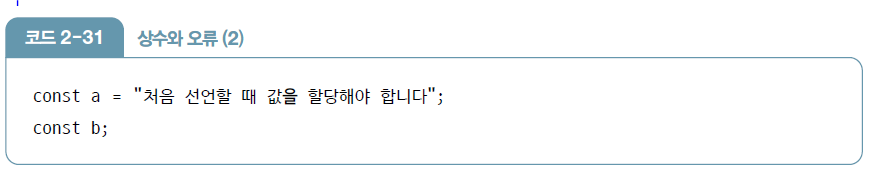 코드 2-31 상수와 오류 (2)
const a = "처음 선언할 때 값을 할당해야 합니다";
const b;